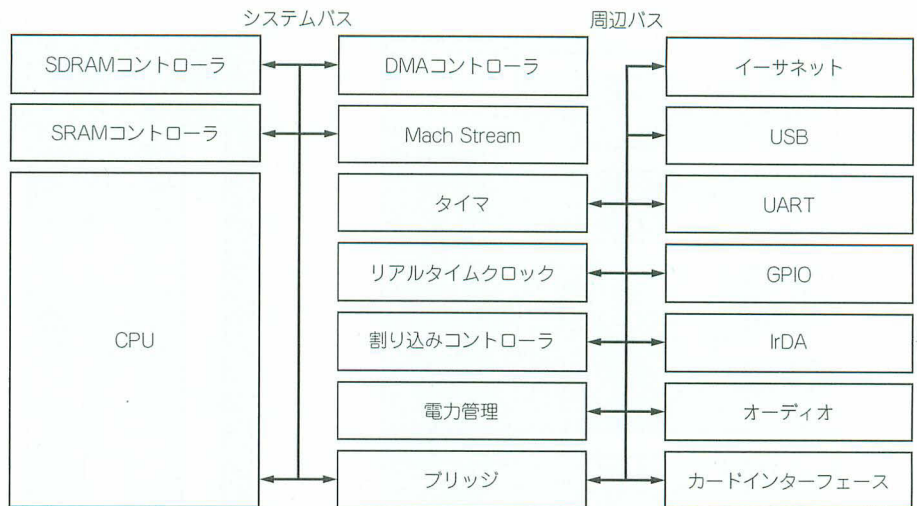 システムバス
周辺バス
SDRAMコントローラ
DMAコントローラ
イーサネット
SRAMコントローラ
Mach Stream
USB
タイマ
UART
リアルタイムクロック
GPIO
CPU
割り込みコントローラ
IrDA
電力管理
オーディオ
ブリッジ
カードインターフェース